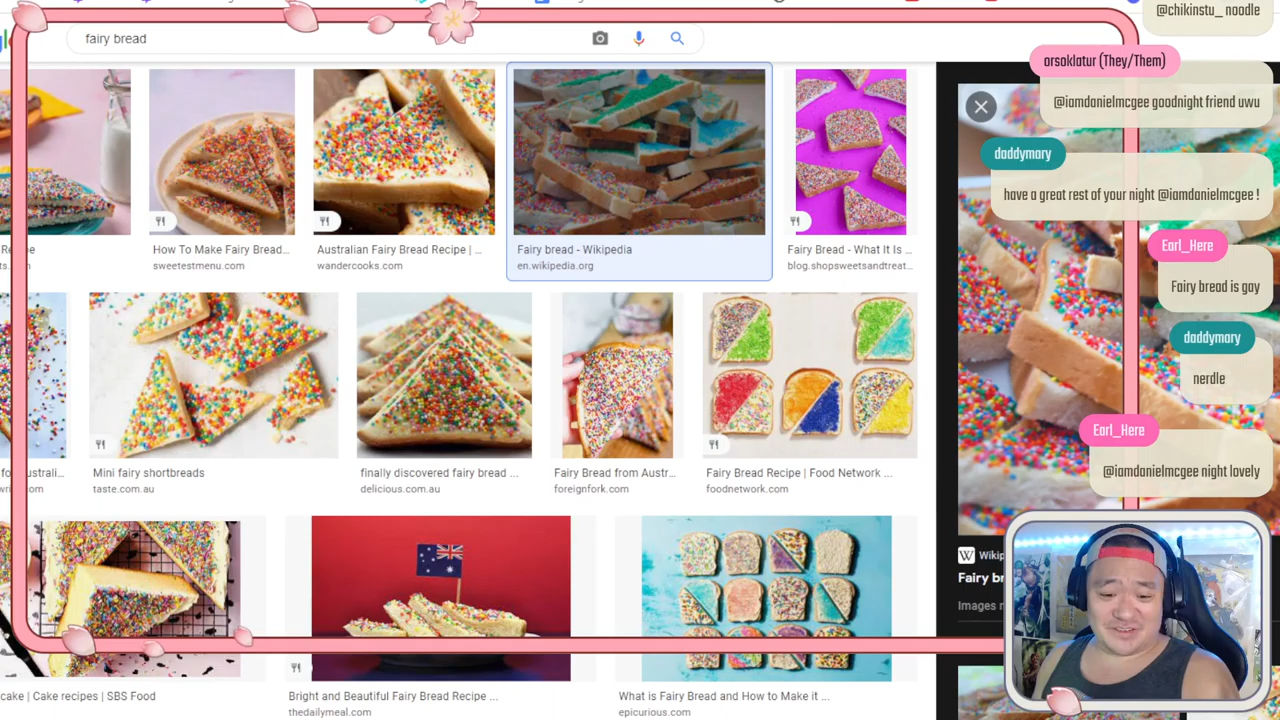 fairy bread
How To Make Fairy Bread...
sweetestmenu.com
Australian Fairy Bread Recipe | ...
wandercooks.com
Fairy bread - Wikipedia
en.wikipedia.org
Fairy Bread - What It Is ...
blog.shopsweetsandtreat...
Mini fairy shortbreads
taste.com.au
finally discovered fairy bread ...
delicious.com.au
Fairy Bread from Austr...
foreignfork.com
Fairy Bread Recipe | Food Network ...
foodnetwork.com
cake | Cake recipes | SBS Food
Bright and Beautiful Fairy Bread Recipe ...
thedailymeal.com
What is Fairy Bread and How to Make it ...
epicurious.com
W Wikip
Fairy br
Images
@chikinstu_noodle
orsoklatur (They/Them)
@iamdanielmcgee goodnight friend uwu
daddymary
have a great rest of your night @iamdanielmcgee !
Earl_Here
Fairy bread is gay
daddymary
nerdle
Earl_Here
@iamdanielmcgee night lovely